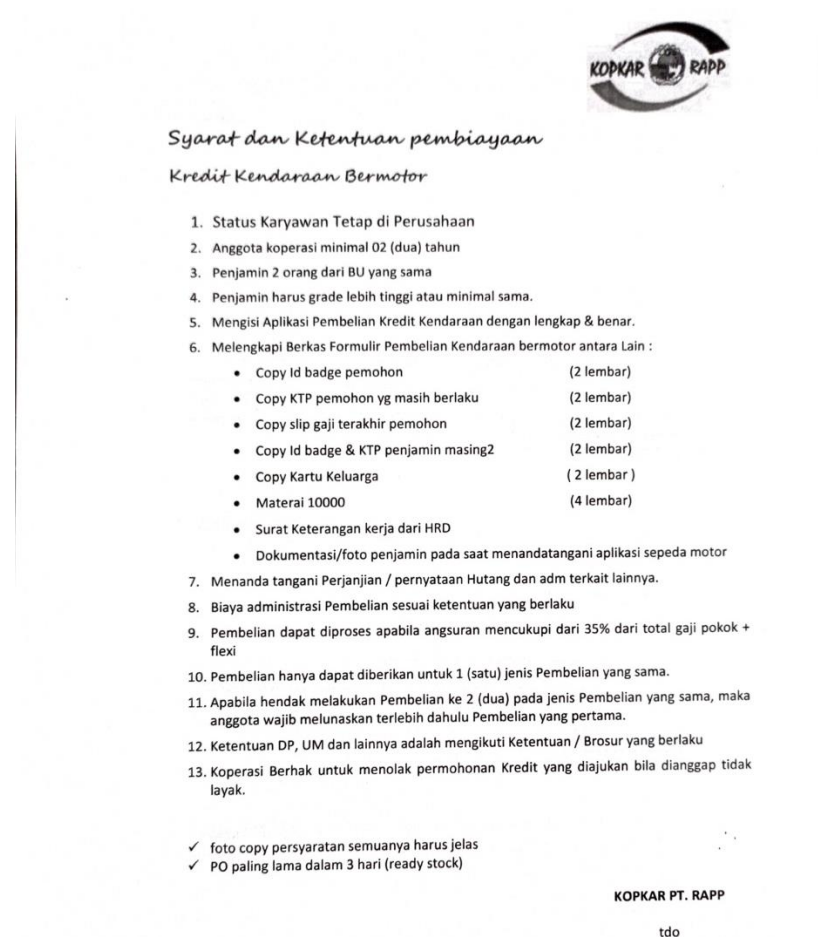 KOPKAR RAPP
Syarat dan Ketentuan pembiayaan
Kredit Kendaraan Bermotor
1. Status Karyawan Tetap di Perusahaan
2. Anggota koperasi minimal 02 (dua) tahun
3. Penjamin 2 orang dari BU yang sama
4. Penjamin harus grade lebih tinggi atau minimal sama.
5. Mengisi Aplikasi Pembelian Kredit Kendaraan dengan lengkap & benar.
6. Melengkapi Berkas Formulir Pembelian Kendaraan bermotor antara Lain :
• Copy Id badge pemohon (2 lembar)
• Copy KTP pemohon yg masih berlaku (2 lembar)
• Copy slip gaji terakhir pemohon (2 lembar)
• Copy Id badge & KTP penjamin masing2 (2 lembar)
• Copy Kartu Keluarga ( 2 lembar )
• Materai 10000 (4 lembar)
• Surat Keterangan kerja dari HRD
• Dokumentasi/foto penjamin pada saat menandatangani aplikasi sepeda motor
7. Menanda tangani Perjanjian / pernyataan Hutang dan adm terkait lainnya.
8. Biaya administrasi Pembelian sesuai ketentuan yang berlaku
9. Pembelian dapat diproses apabila angsuran mencukupi dari 35% dari total gaji pokok +
flexi
10. Pembelian hanya dapat diberikan untuk 1 (satu) jenis Pembelian yang sama.
11. Apabila hendak melakukan Pembelian ke 2 (dua) pada jenis Pembelian yang sama, maka
anggota wajib melunaskan terlebih dahulu Pembelian yang pertama.
12. Ketentuan DP, UM dan lainnya adalah mengikuti Ketentuan / Brosur yang berlaku
13. Koperasi Berhak untuk menolak permohonan Kredit yang diajukan bila dianggap tidak
layak.
✓ foto copy persyaratan semuanya harus jelas
✓ PO paling lama dalam 3 hari (ready stock)
KOPKAR PT. RAPP
tdo